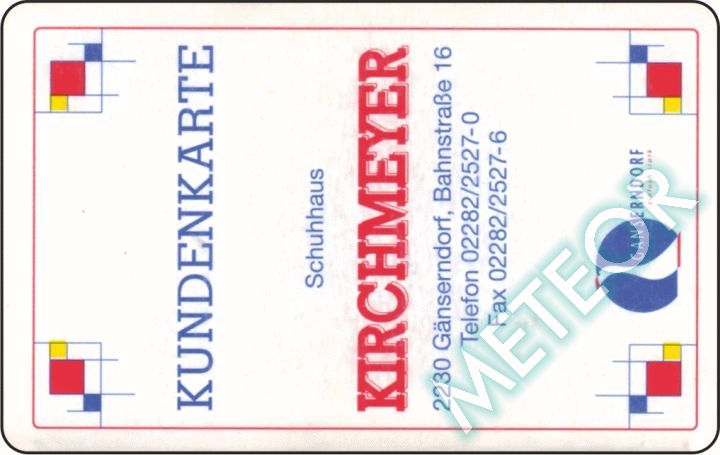 KUNDENKARTE
Schuhhaus
KIRCHMEYER
2230 Gänserndorf, Bahnstraße 16
Telefon 02282/2527-0
Fax 02282/2527-6
GÄNSERNDORF
METEOR